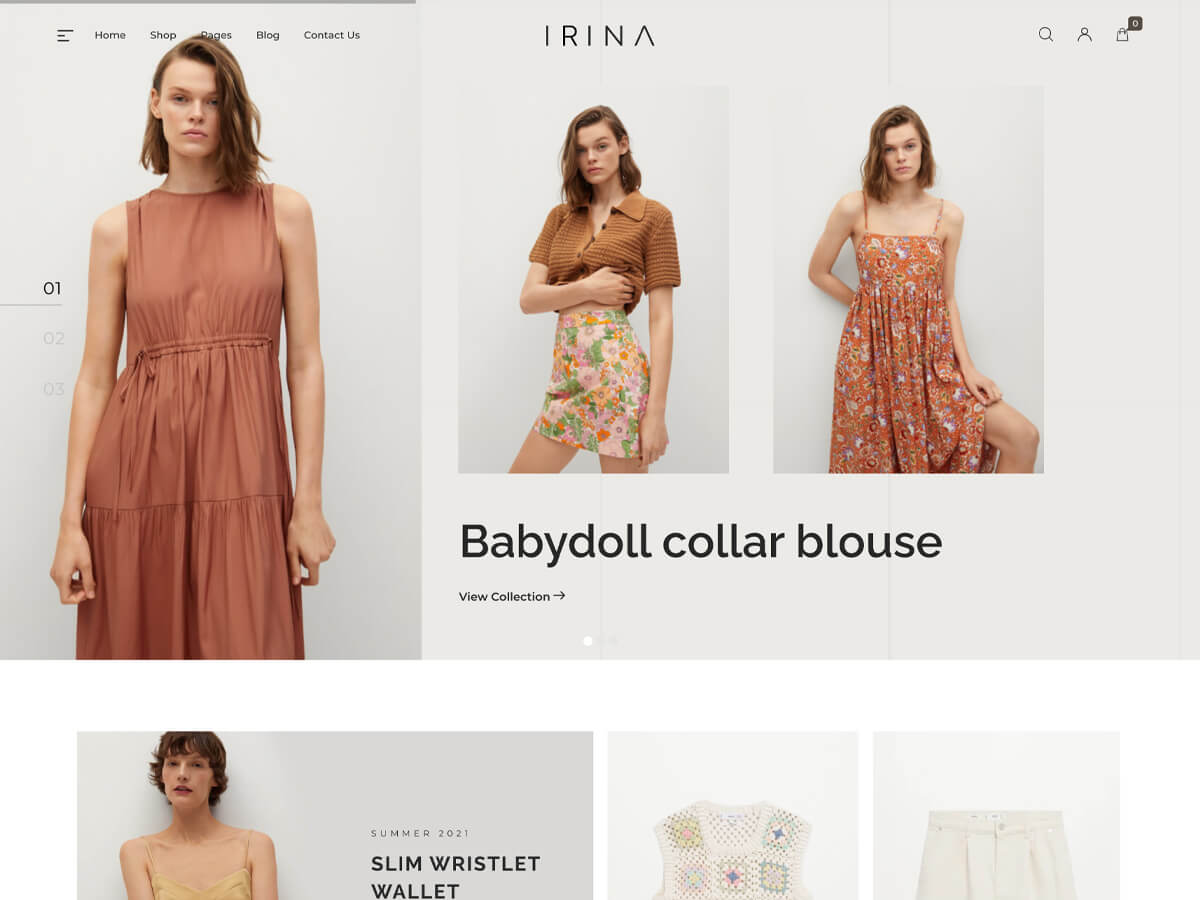 Home Shop Pages Blog Contact Us
IRINA
0
01
02
03
Babydoll collar blouse
View Collection
SUMMER 2021
SLIM WRISTLET
WALLET